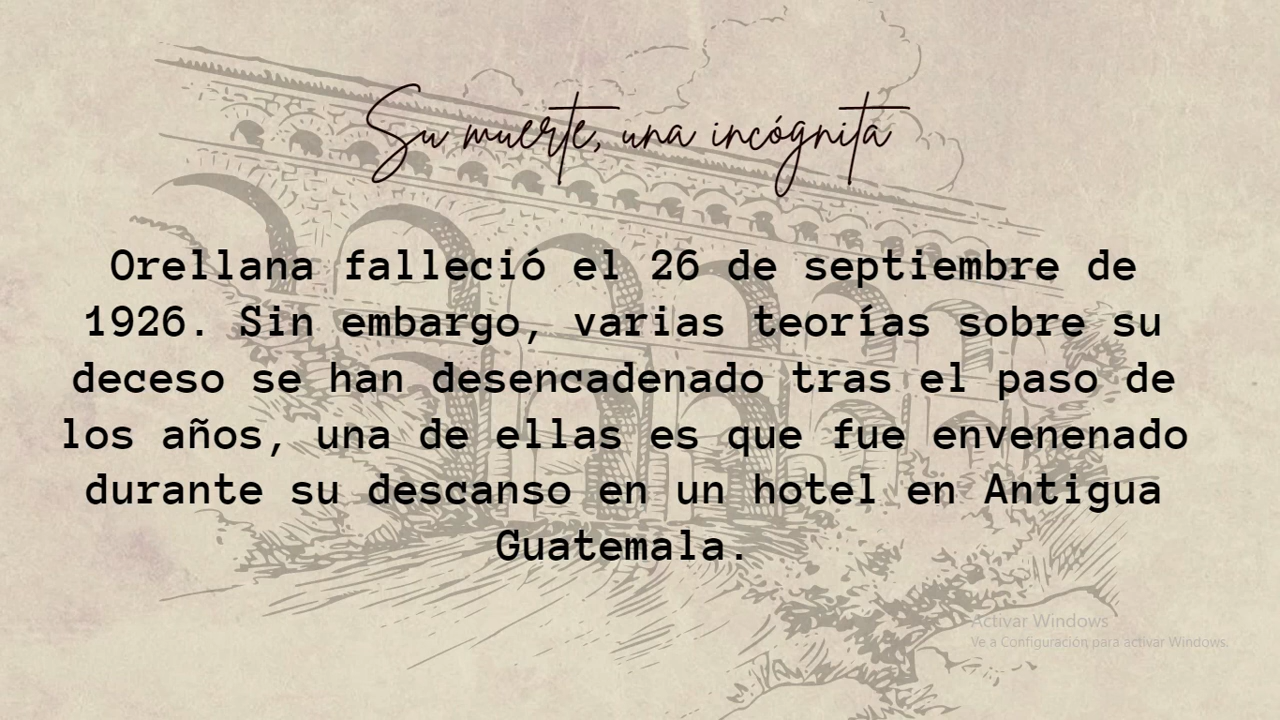 Su muerte, una incógnita
Orellana falleció el 26 de septiembre de
1926. Sin embargo, varias teorías sobre su
deceso se han desencadenado tras el paso de
los años, una de ellas es que fue envenenado
durante su descanso en un hotel en Antigua
Guatemala.
Activar Windows
Ve a Configuración para activar Windows.